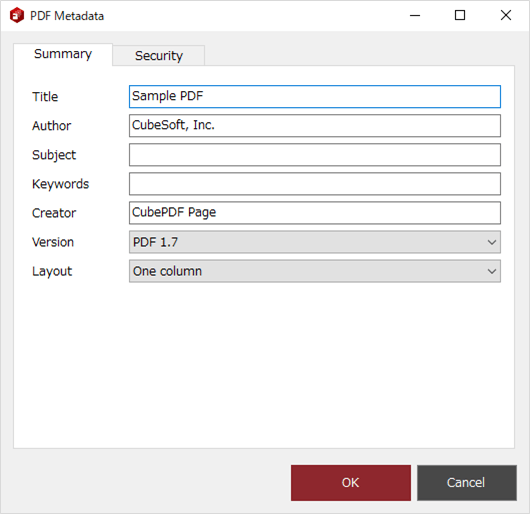 PDF Metadata
Summary
Security
Title
Sample PDF
Author
CubeSoft, Inc.
Subject
Keywords
Creator
CubePDF Page
Version
PDF 1.7
Layout
One column
OK
Cancel